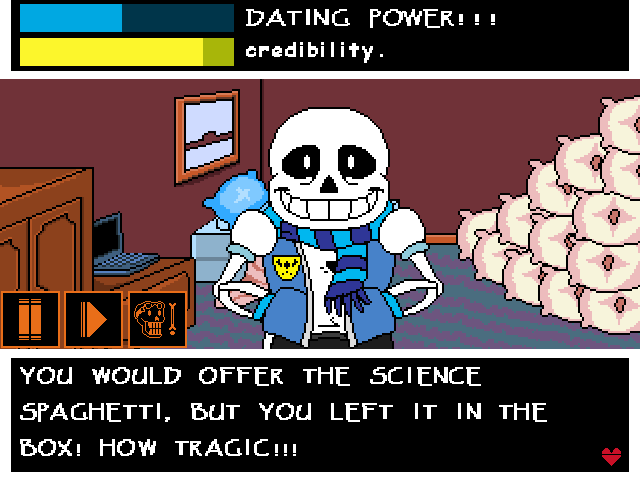 DATING POWER!!!
credibility.
YOU WOULD OFFER THE SCIENCE
SPAGHETTI, BUT YOU LEFT IT IN THE
BOX! HOW TRAGIC!!!